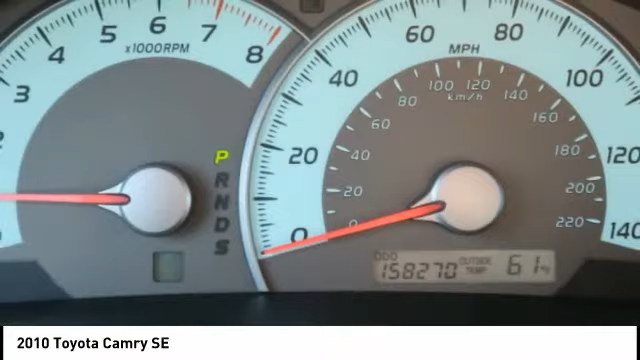 2
3
4
5
6
7
8
x1000RPM
P
R
N
D
S
0
20
40
60
80
100
120
140
MPH
0
20
40
60
80
100
120
140
160
180
200
220
km/h
ODO
158270
OUTSIDE
TEMP
61°F
2010 Toyota Camry SE